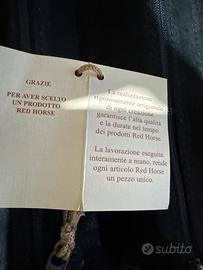 GRAZIE
PER AVER SCELTO
UN PRODOTTO
RED HORSE
La realizzazione
rigorosamente artigianale
di ogni creazione
garantisce l'alta qualità
e la durata nel tempo
dei prodotti Red Horse.
La lavorazione eseguita
interamente a mano, rende
ogni articolo Red Horse
un pezzo unico.
subito